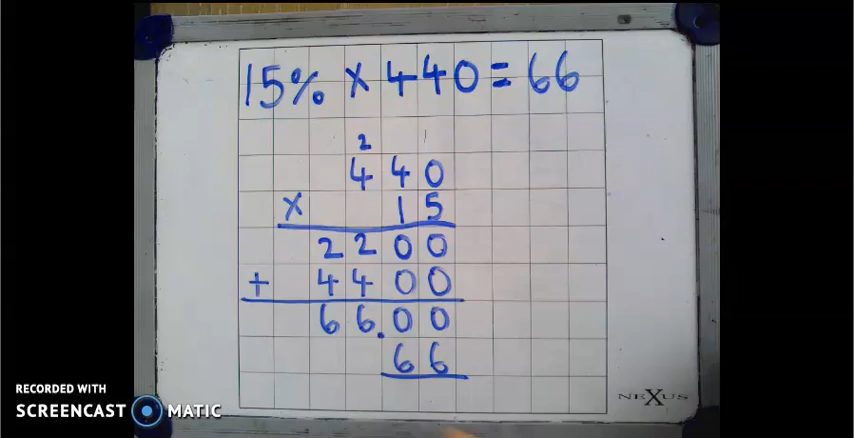 15% × 440 = 66
2
440
× 15
2200
+ 4400
66.00
66
NEXUS
RECORDED WITH
SCREENCAST MATIC